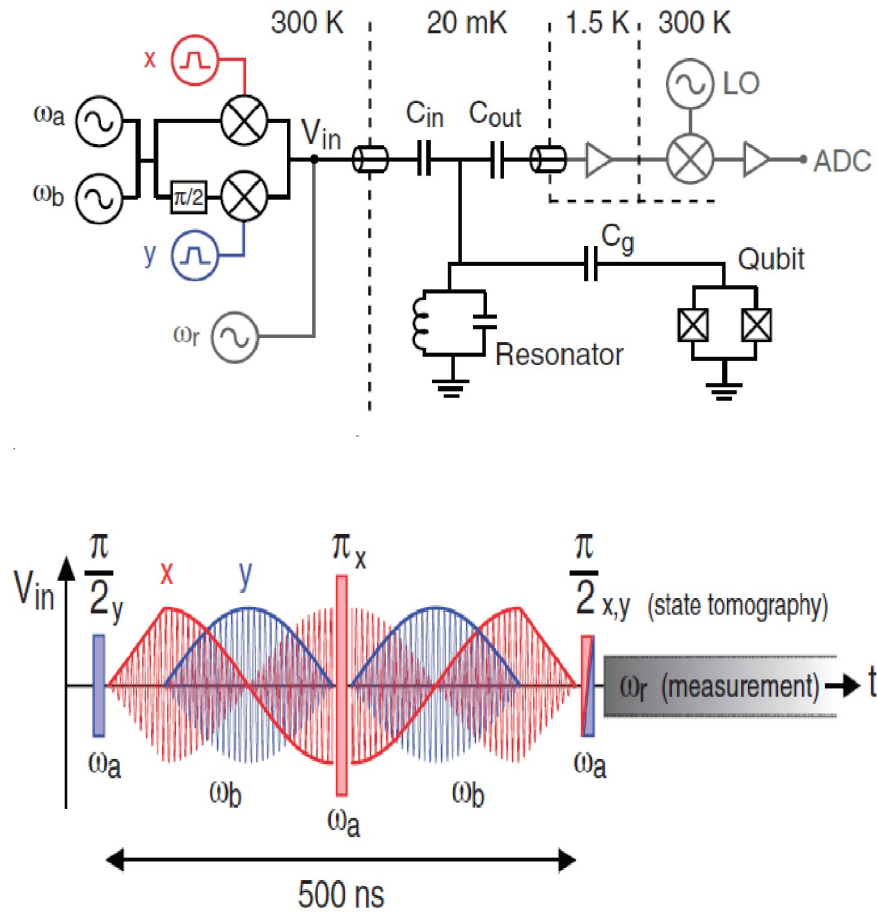 300 K 20 mK 1.5 K 300 K
x
LO
ωa
Cin Cout
Vin
ADC
ωb
π/2
y
Cg
Qubit
ωr
Resonator
π/2 y x y πx π/2 x,y (state tomography)
Vin
ωr (measurement) t
ωa ωb ωa ωb ωa
500 ns